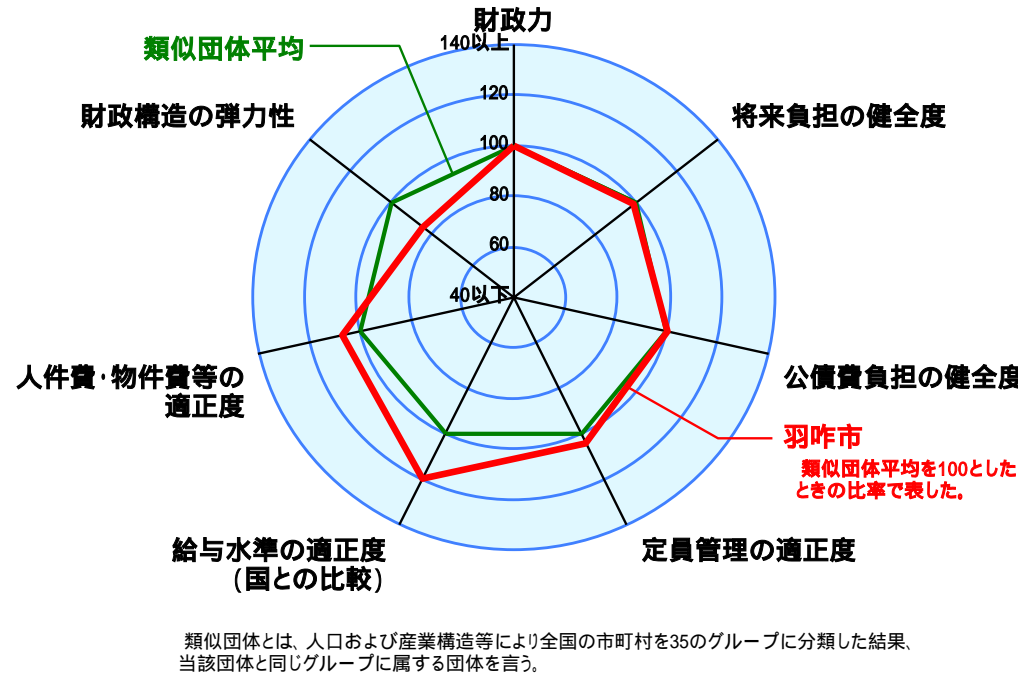 財政力
140以上
類似団体平均
120
財政構造の弾力性
将来負担の健全度
100
80
60
40以下
人件費・物件費等の
適正度
公債費負担の健全度
羽咋市
類似団体平均を100とした
ときの比率で表した。
給与水準の適正度
(国との比較)
定員管理の適正度
類似団体とは、人口および産業構造等により全国の市町村を35のグループに分類した結果、
当該団体と同じグループに属する団体を言う。